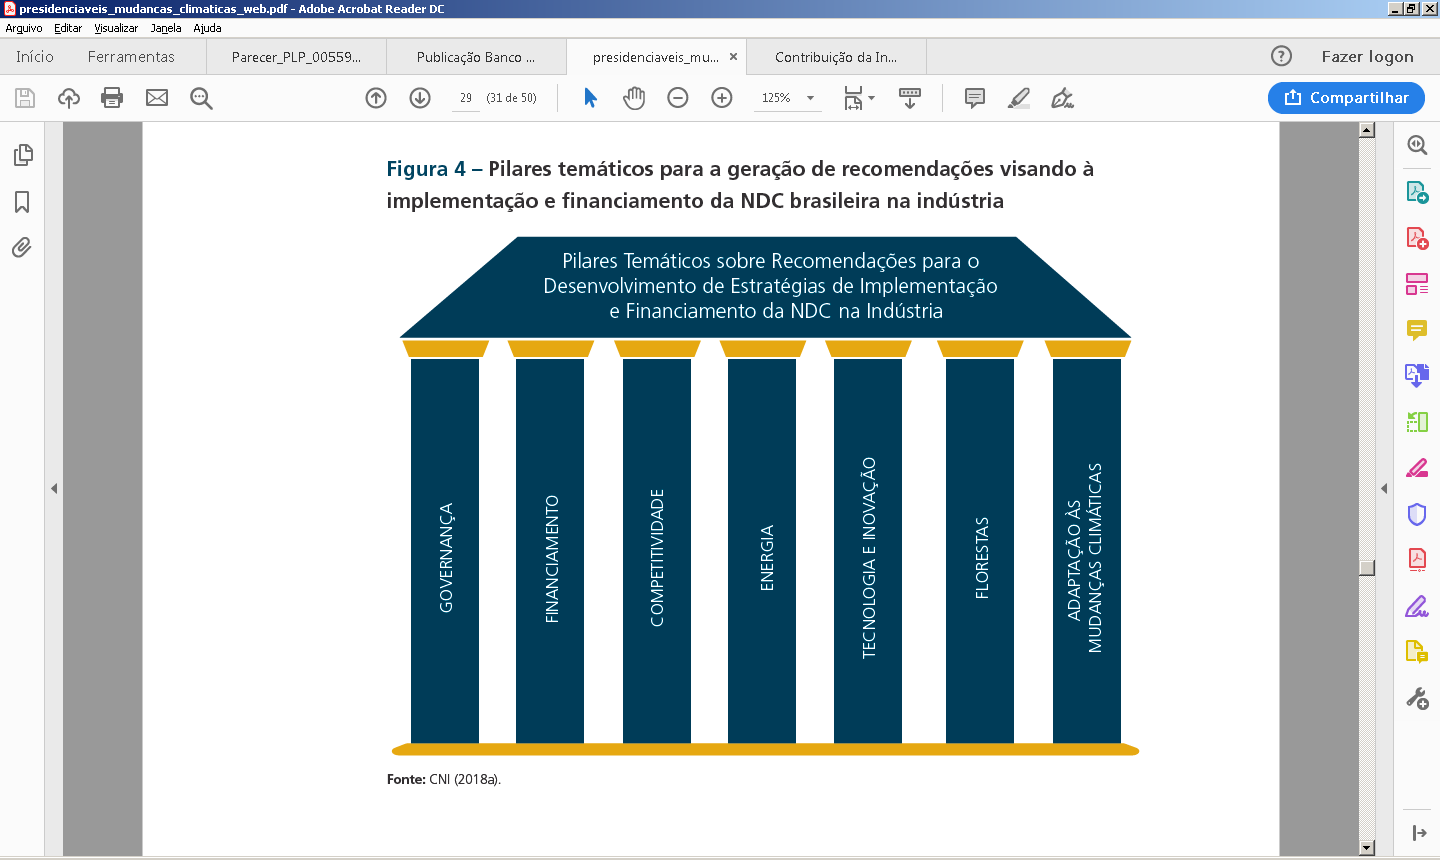 presidenciaveis_mudancas_climaticas_web.pdf - Adobe Acrobat Reader DC
Arquivo Editar Visualizar Janela Ajuda
Início Ferramentas Parecer_PLP_00559... Publicação Banco ... presidenciaveis_mu... Contribuição da In... Fazer logon
29 (31 de 50) 125% Compartilhar
Figura 4 – Pilares temáticos para a geração de recomendações visando à
implementação e financiamento da NDC brasileira na indústria
Pilares Temáticos sobre Recomendações para o
Desenvolvimento de Estratégias de Implementação
e Financiamento da NDC na Indústria
GOVERNANÇA
FINANCIAMENTO
COMPETITIVIDADE
ENERGIA
TECNOLOGIA E INOVAÇÃO
FLORESTAS
ADAPTAÇÃO ÀS
MUDANÇAS CLIMÁTICAS
Fonte: CNI (2018a).